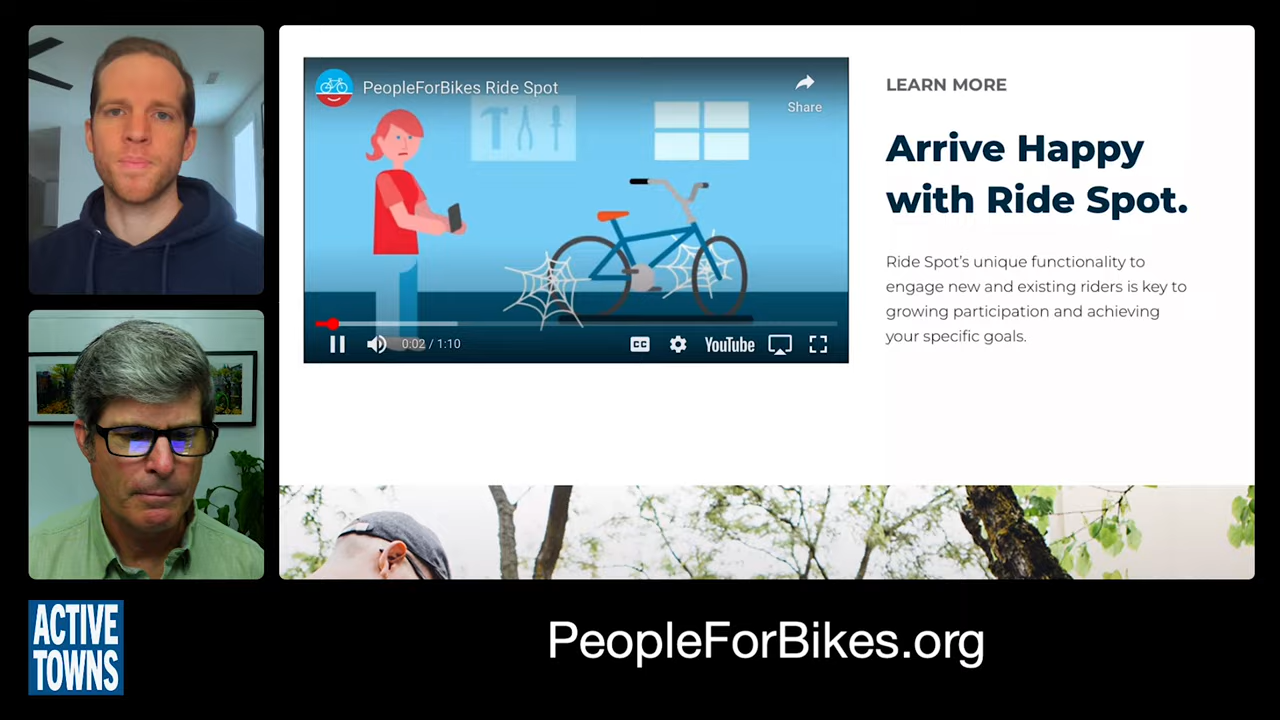 PeopleForBikes Ride Spot
Share
0:02 / 1:10
CC
YouTube
LEARN MORE
Arrive Happy
with Ride Spot.
Ride Spot's unique functionality to
engage new and existing riders is key to
growing participation and achieving
your specific goals.
ACTIVE
TOWNS
PeopleForBikes.org